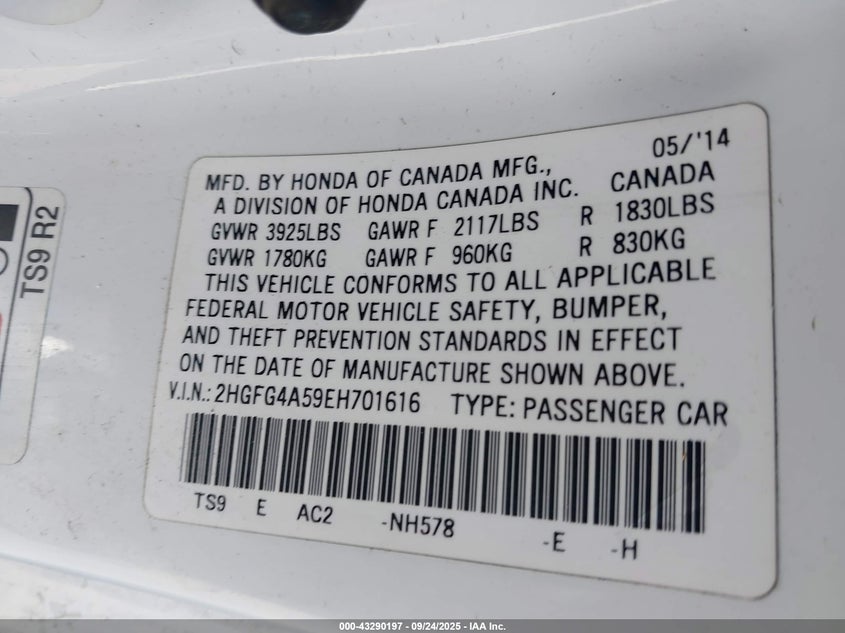 05/'14
MFD. BY HONDA OF CANADA MFG.,
A DIVISION OF HONDA CANADA INC. CANADA
GVWR 3925LBS GAWR F 2117LBS R 1830LBS
GVWR 1780KG GAWR F 960KG R 830KG
THIS VEHICLE CONFORMS TO ALL APPLICABLE
FEDERAL MOTOR VEHICLE SAFETY, BUMPER,
AND THEFT PREVENTION STANDARDS IN EFFECT
ON THE DATE OF MANUFACTURE SHOWN ABOVE.
V.I.N.: 2HGFG4A59EH701616 TYPE: PASSENGER CAR
TS9 E AC2 -NH578 -E -H
TS9 R2
000-43290197 - 09/24/2025 - IAA Inc.